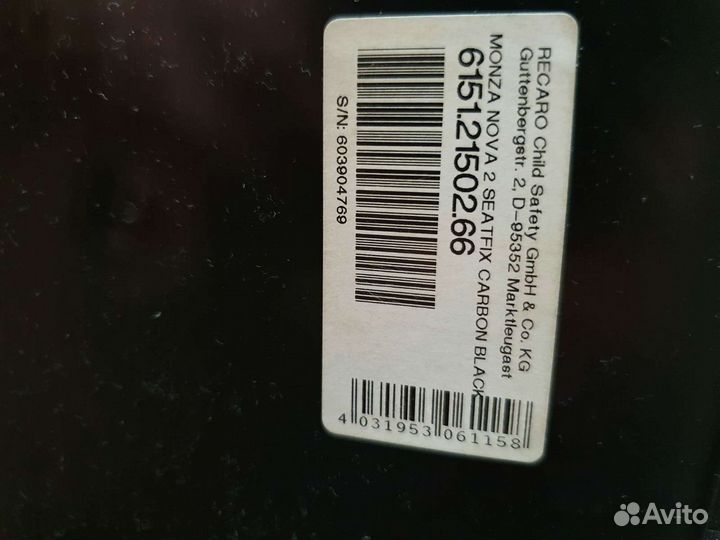 RECARO Child Safety GmbH & Co. KG
Guttenbergstr. 2, D-95352 Marktleugast
MONZA NOVA 2 SEATFIX CARBON BLACK
6151.21502.66
S/N: 603904769
4 031953 061158
Avito